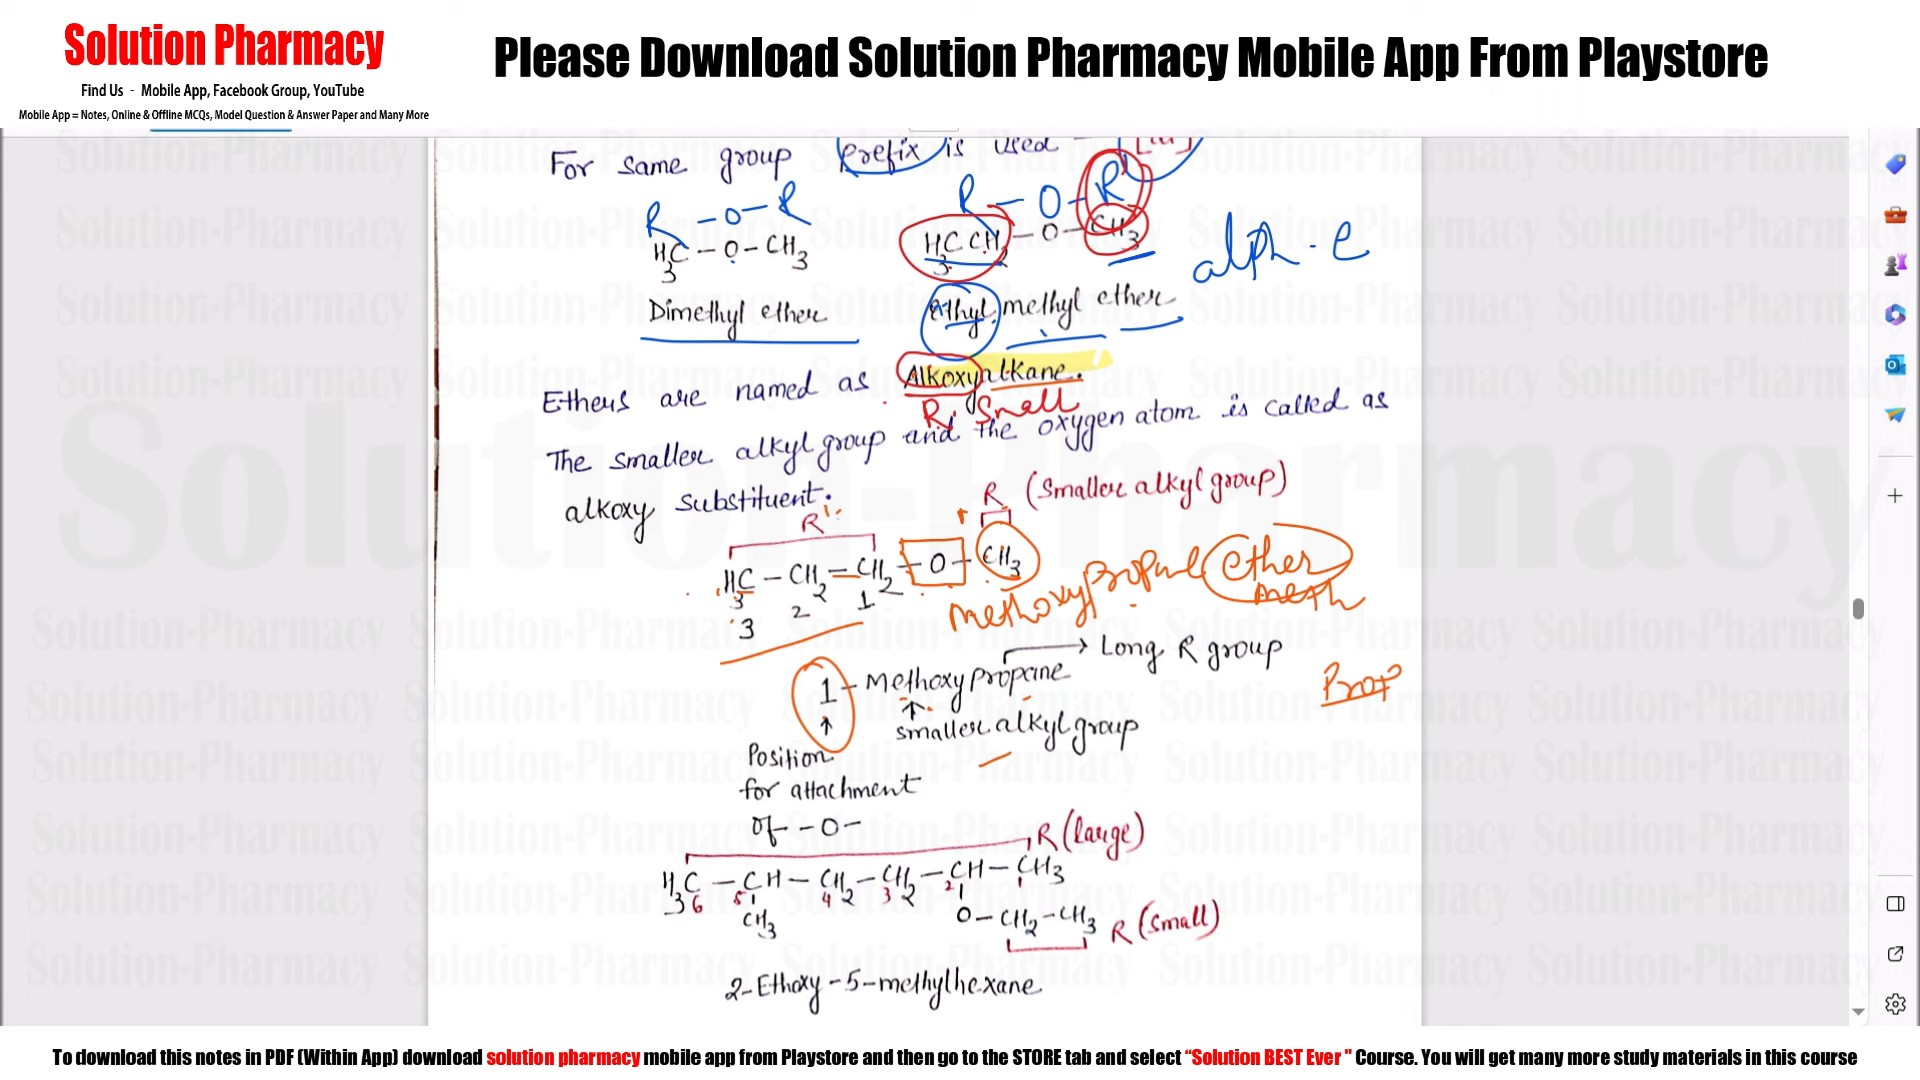 Solution Pharmacy
Please Download Solution Pharmacy Mobile App From Playstore
Find Us - Mobile App, Facebook Group, YouTube
Mobile App = Notes, Online & Offline MCQs, Model Question & Answer Paper and Many More
For same group prefix is used
R - O - R
R - O - R'
H₃C - O - CH₃
H₃C CH₂ - O - CH₃
alph - e
Dimethyl ether
ethyl methyl ether
Ethers are named as Alkoxyalkane.
R. Small
The smaller alkyl group and the oxygen atom is called as
alkoxy substituent.
R (smaller alkyl group)
R'
H₃C - CH₂ - CH₂ - O - CH₃
3 2 1
Methoxy Propane ether
meth
1 - Methoxy propane → Long R group
Prop
smaller alkyl group
Position
for attachment
of - O -
R (large)
H₃C - CH - CH₂ - CH₂ - CH - CH₃
6 5 4 3 2 1
CH₃
O - CH₂ - CH₃
R (small)
2-Ethoxy-5-methylhexane
To download this notes in PDF (Within App) download solution pharmacy mobile app from Playstore and then go to the STORE tab and select "Solution BEST Ever" Course. You will get many more study materials in this course